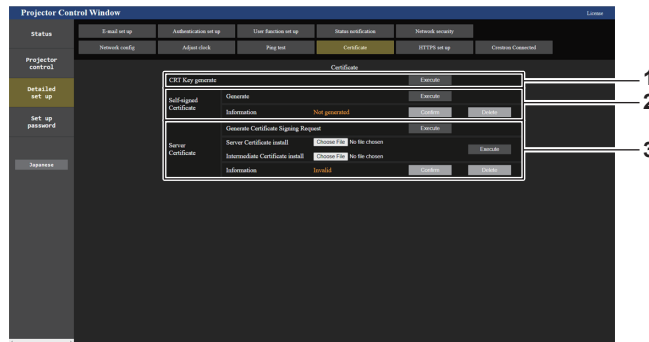 Projector Control Window
License
Status
E-mail set up
Authentication set up
User function set up
Status notification
Network security
Network config
Adjust clock
Ping test
Certificate
HTTPS set up
Crestron Connected
Projector
control
Detailed
set up
Set up
password
Japanese
Certificate
CRT Key generate
Execute
1
Self-signed
Certificate
Generate
Execute
2
Information
Not generated
Confirm
Delete
Server
Certificate
Generate Certificate Signing Request
Execute
Server Certificate install
Choose File No file chosen
Execute
3
Intermediate Certificate install
Choose File No file chosen
Information
Invalid
Confirm
Delete